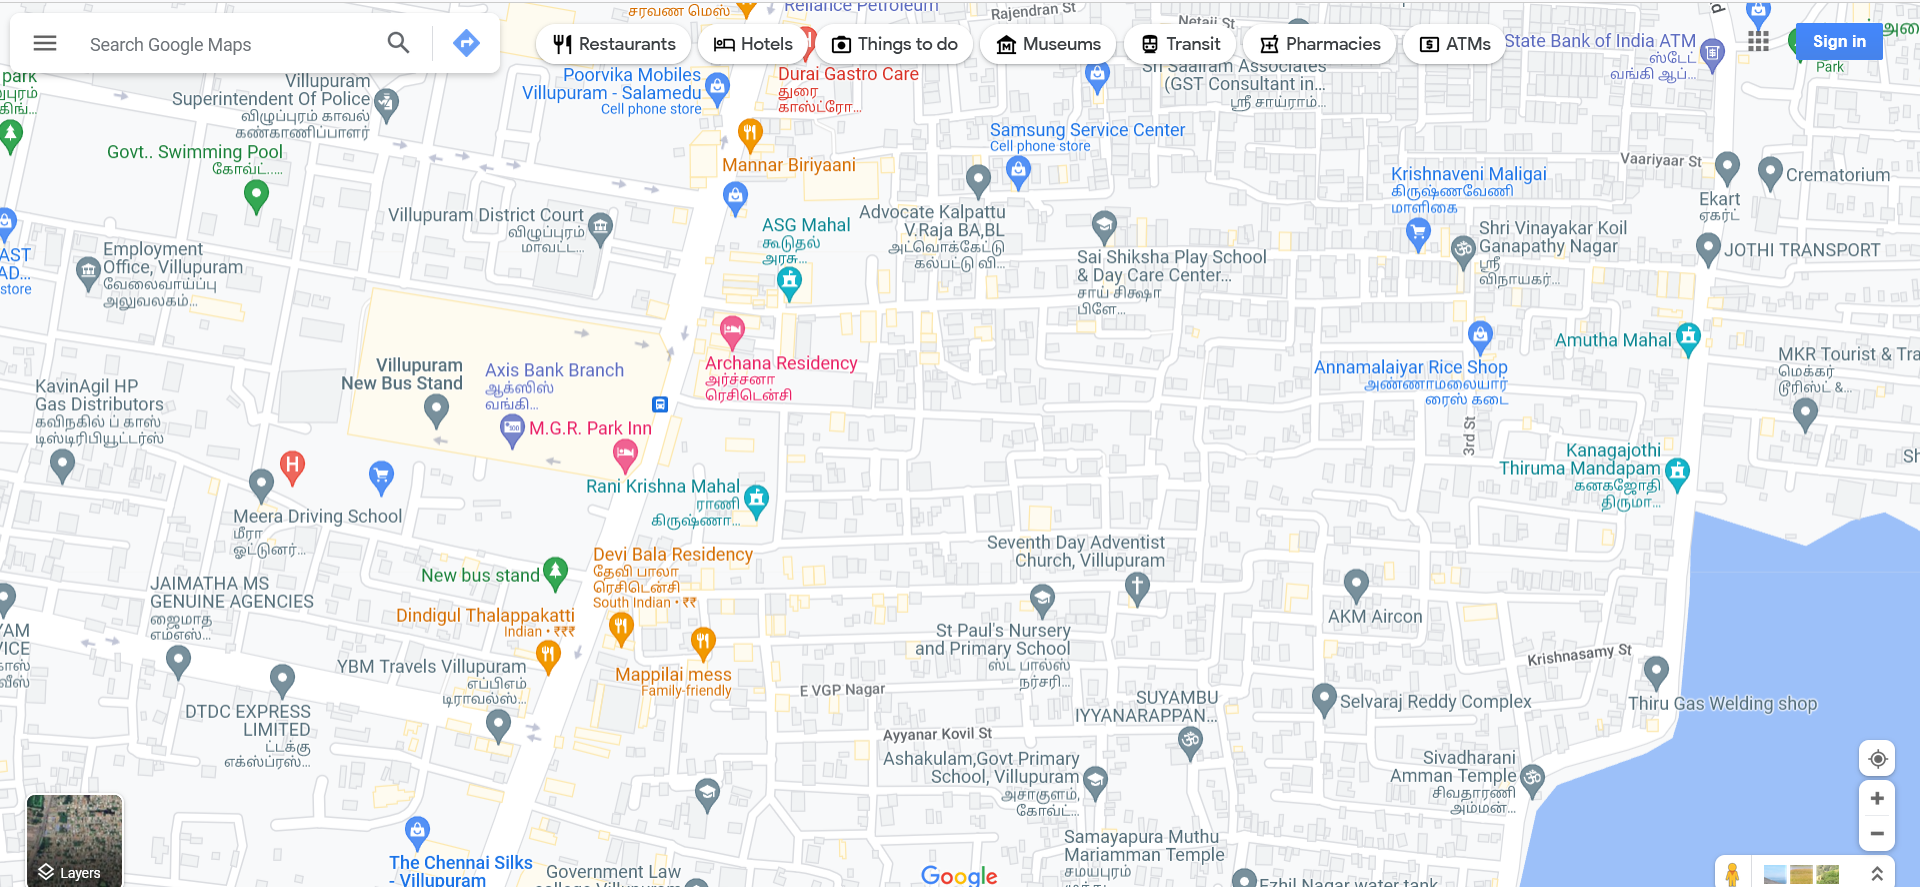 Search Google Maps
Restaurants
Hotels
Things to do
Museums
Transit
Pharmacies
ATMs
Sign in
சரவண மெஸ்
Reliance Petroleum
Rajendran St
Netaji St
State Bank of India ATM
ஸ்டேட்
வங்கி ஆப்...
Park
Villupuram
Superintendent Of Police
விழுப்புரம் காவல்
கண்காணிப்பாளர்
Poorvika Mobiles
Villupuram - Salamedu
Cell phone store
Durai Gastro Care
துரை
காஸ்ட்ரோ...
Sri Saairam Associates
(GST Consultant in...
ஸ்ரீ சாய்ராம்...
park
Govt.. Swimming Pool
கோவ்ட்.....
Mannar Biriyaani
Samsung Service Center
Cell phone store
Vaariyaar St
Crematorium
Krishnaveni Maligai
கிருஷ்ணவேணி
மாளிகை
Ekart
ஏகர்ட்
Villupuram District Court
விழுப்புரம்
மாவட்ட...
ASG Mahal
கூடுதல்
அரசு...
Advocate Kalpattu
V.Raja BA,BL
அட்வொக்கேட்டு
கல்பட்டு வி...
Shri Vinayakar Koil
Ganapathy Nagar
ஸ்ரீ
விநாயகர்...
JOTHI TRANSPORT
Employment
Office, Villupuram
வேலைவாய்ப்பு
அலுவலகம்...
AST
AD...
store
Sai Shiksha Play School
& Day Care Center...
சாய் சிக்ஷா
பிளே...
Archana Residency
அர்ச்சனா
ரெசிடென்சி
Amutha Mahal
Annamalaiyar Rice Shop
அண்ணாமலையார்
ரைஸ் கடை
MKR Tourist & Tra
மெக்கர்
டூரிஸ்ட் &...
Villupuram
New Bus Stand
Axis Bank Branch
ஆக்ஸிஸ்
வங்கி...
KavinAgil HP
Gas Distributors
கவிநகில் ப் காஸ்
டிஸ்டிரிபியூட்டர்ஸ்
M.G.R. Park Inn
3rd St
Kanagajothi
Thiruma Mandapam
கனகஜோதி
திருமா...
Sh
H
Rani Krishna Mahal
ராணி
கிருஷ்ணா...
Meera Driving School
மீரா
ஓட்டுனர்...
Seventh Day Adventist
Church, Villupuram
Devi Bala Residency
தேவி பாலா
ரெசிடென்சி
South Indian • ₹₹
New bus stand
JAIMATHA MS
GENUINE AGENCIES
ஜைமாத
எம்எஸ்...
Dindigul Thalappakatti
Indian • ₹₹₹
AKM Aircon
St Paul's Nursery
and Primary School
ஸ்ட பால்ஸ்
நர்சரி...
YAM
VICE
காஸ்
வீஸ்
YBM Travels Villupuram
எப்பிஎம்
டிராவல்ஸ்...
Mappilai mess
Family-friendly
Krishnasamy St
E VGP Nagar
SUYAMBU
IYYANARAPPAN...
Selvaraj Reddy Complex
Thiru Gas Welding shop
DTDC EXPRESS
LIMITED
ட்டக்கு
எக்ஸ்ப்ரஸ்...
Ayyanar Kovil St
Ashakulam,Govt Primary
School, Villupuram
அசாகுளம்,
கோவ்ட்...
Sivadharani
Amman Temple
சிவதாரணி
அம்மன்...
Samayapura Muthu
Mariamman Temple
சமயபுரம்
The Chennai Silks
- Villupuram
Government Law
college Villupuram
Ezhil Nagar water tank
Layers
Google